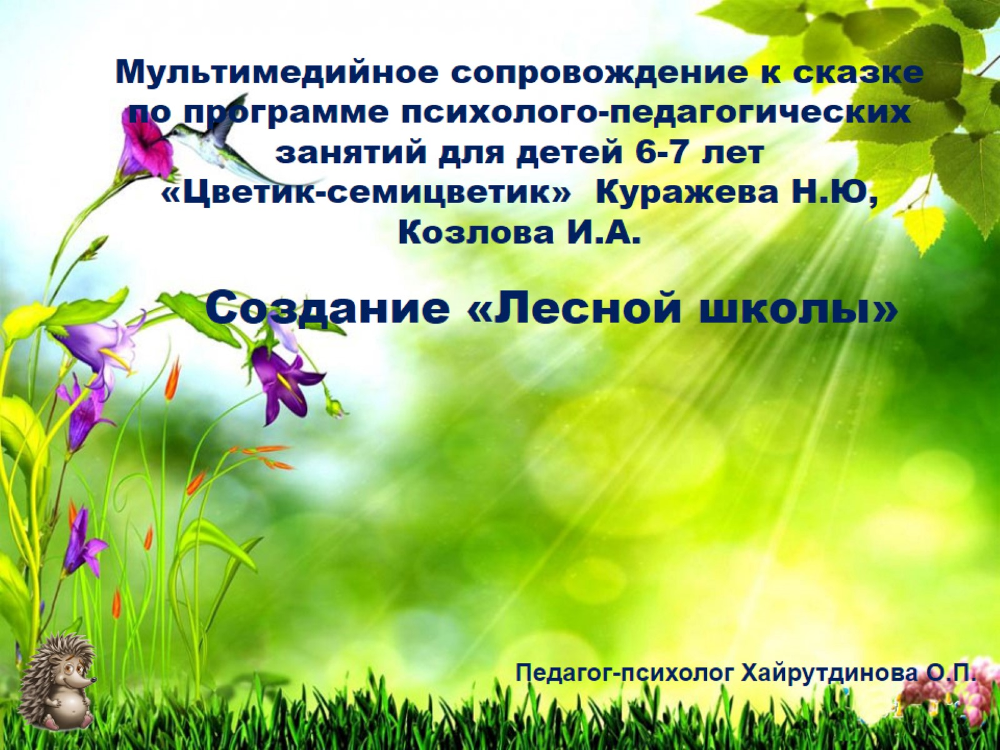 Мультимедийное сопровождение к сказке
по программе психолого-педагогических
занятий для детей 6-7 лет
«Цветик-семицветик» Куражева Н.Ю,
Козлова И.А.
Создание «Лесной школы»
Педагог-психолог Хайрутдинова О.П.